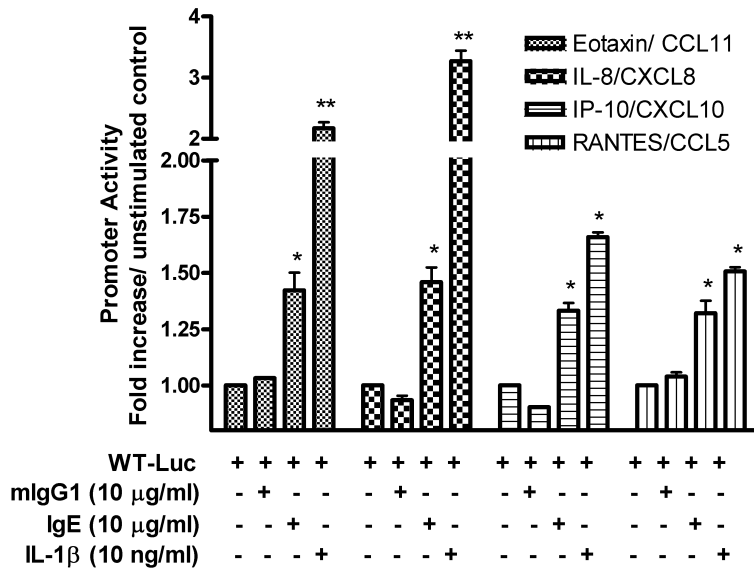 4
3
2
2.00
1.75
1.50
1.25
1.00
Promoter Activity
Fold increase/ unstimulated control
Eotaxin/ CCL11
IL-8/CXCL8
IP-10/CXCL10
RANTES/CCL5
* ** * ** * * * *
WT-Luc + + + + + + + + + + + + + + + +
mIgG1 (10 μg/ml) - + - - - + - - - + - - - + - -
IgE (10 μg/ml) - - + - - - + - - - + - - - + -
IL-1β (10 ng/ml) - - - + - - - + - - - + - - - +